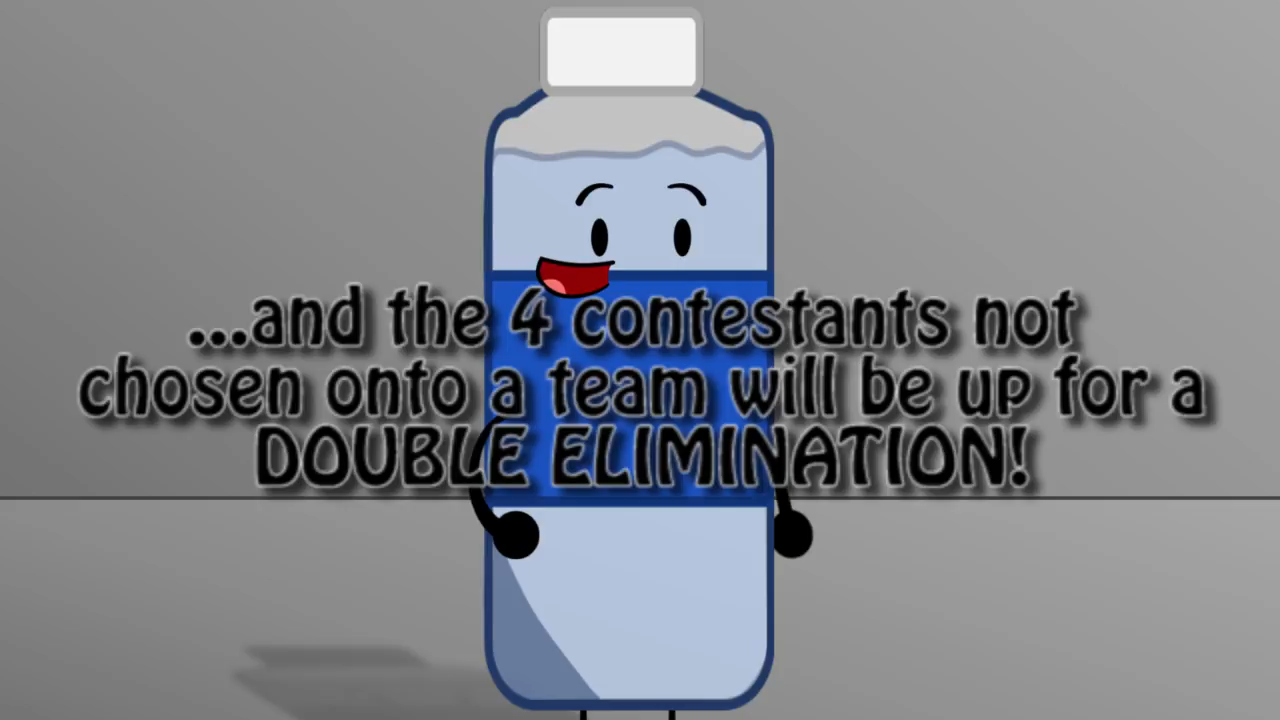 ...and the 4 contestants not
chosen onto a team will be up for a
DOUBLE ELIMINATION!